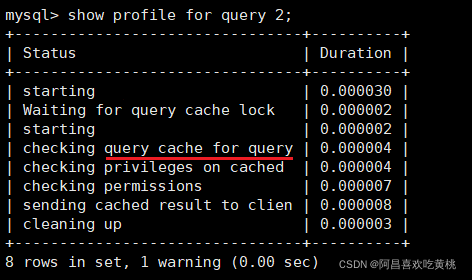 mysql> show profile for query 2;
+--------------------------------+----------+
| Status                         | Duration |
+--------------------------------+----------+
| starting                       | 0.000030 |
| Waiting for query cache lock   | 0.000002 |
| starting                       | 0.000002 |
| checking query cache for query | 0.000004 |
| checking privileges on cached  | 0.000004 |
| checking permissions           | 0.000007 |
| sending cached result to clien | 0.000008 |
| cleaning up                    | 0.000003 |
+--------------------------------+----------+
8 rows in set, 1 warning (0.00 sec)
CSDN @阿昌喜欢吃黄桃